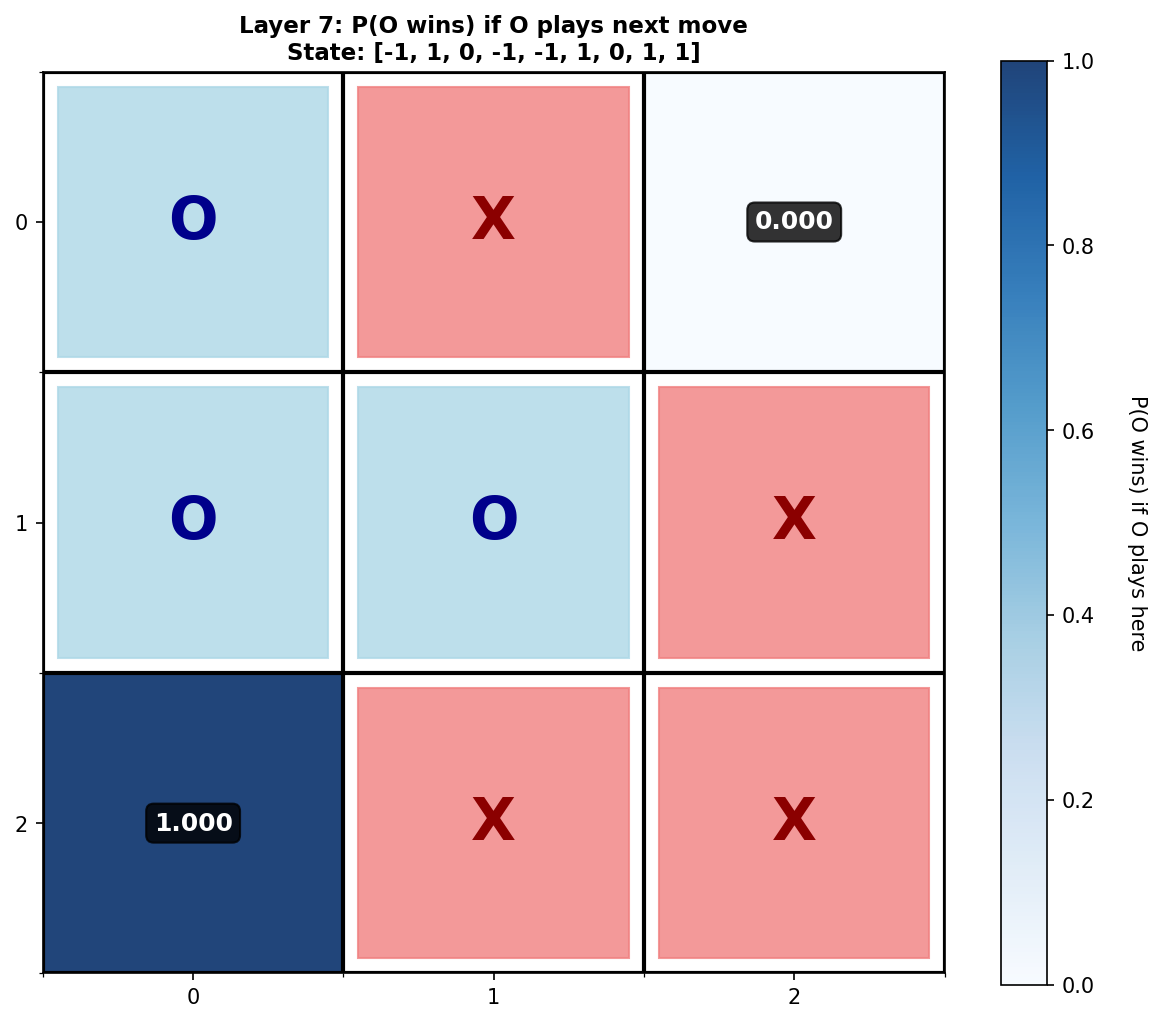 Layer 7: P(O wins) if O plays next move
State: [-1, 1, 0, -1, -1, 1, 0, 1, 1]
0
O
X
0.000
1
O
O
X
2
1.000
X
X
0
1
2
1.0
0.8
0.6
0.4
0.2
0.0
P(O wins) if O plays here